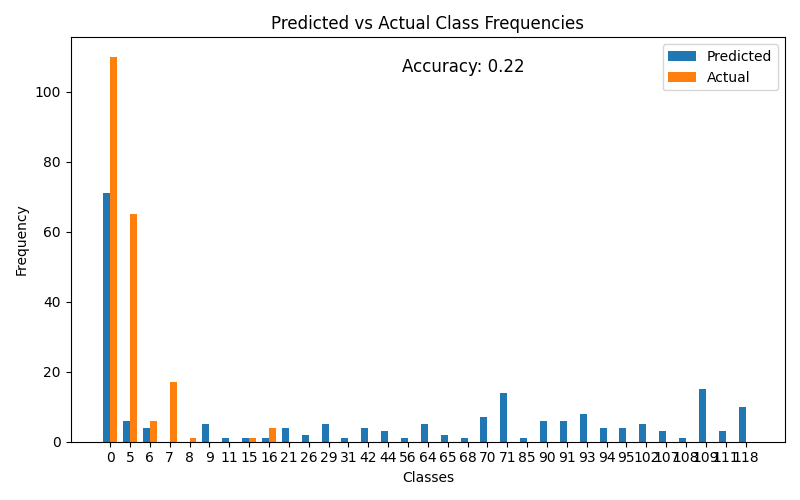 Predicted vs Actual Class Frequencies
Accuracy: 0.22
Predicted
Actual
Frequency
100
80
60
40
20
0
0 5 6 7 8 9 11 15 16 21 26 29 31 42 44 56 64 65 68 70 71 85 90 91 93 94 95 102 107 108 109 111 118
Classes